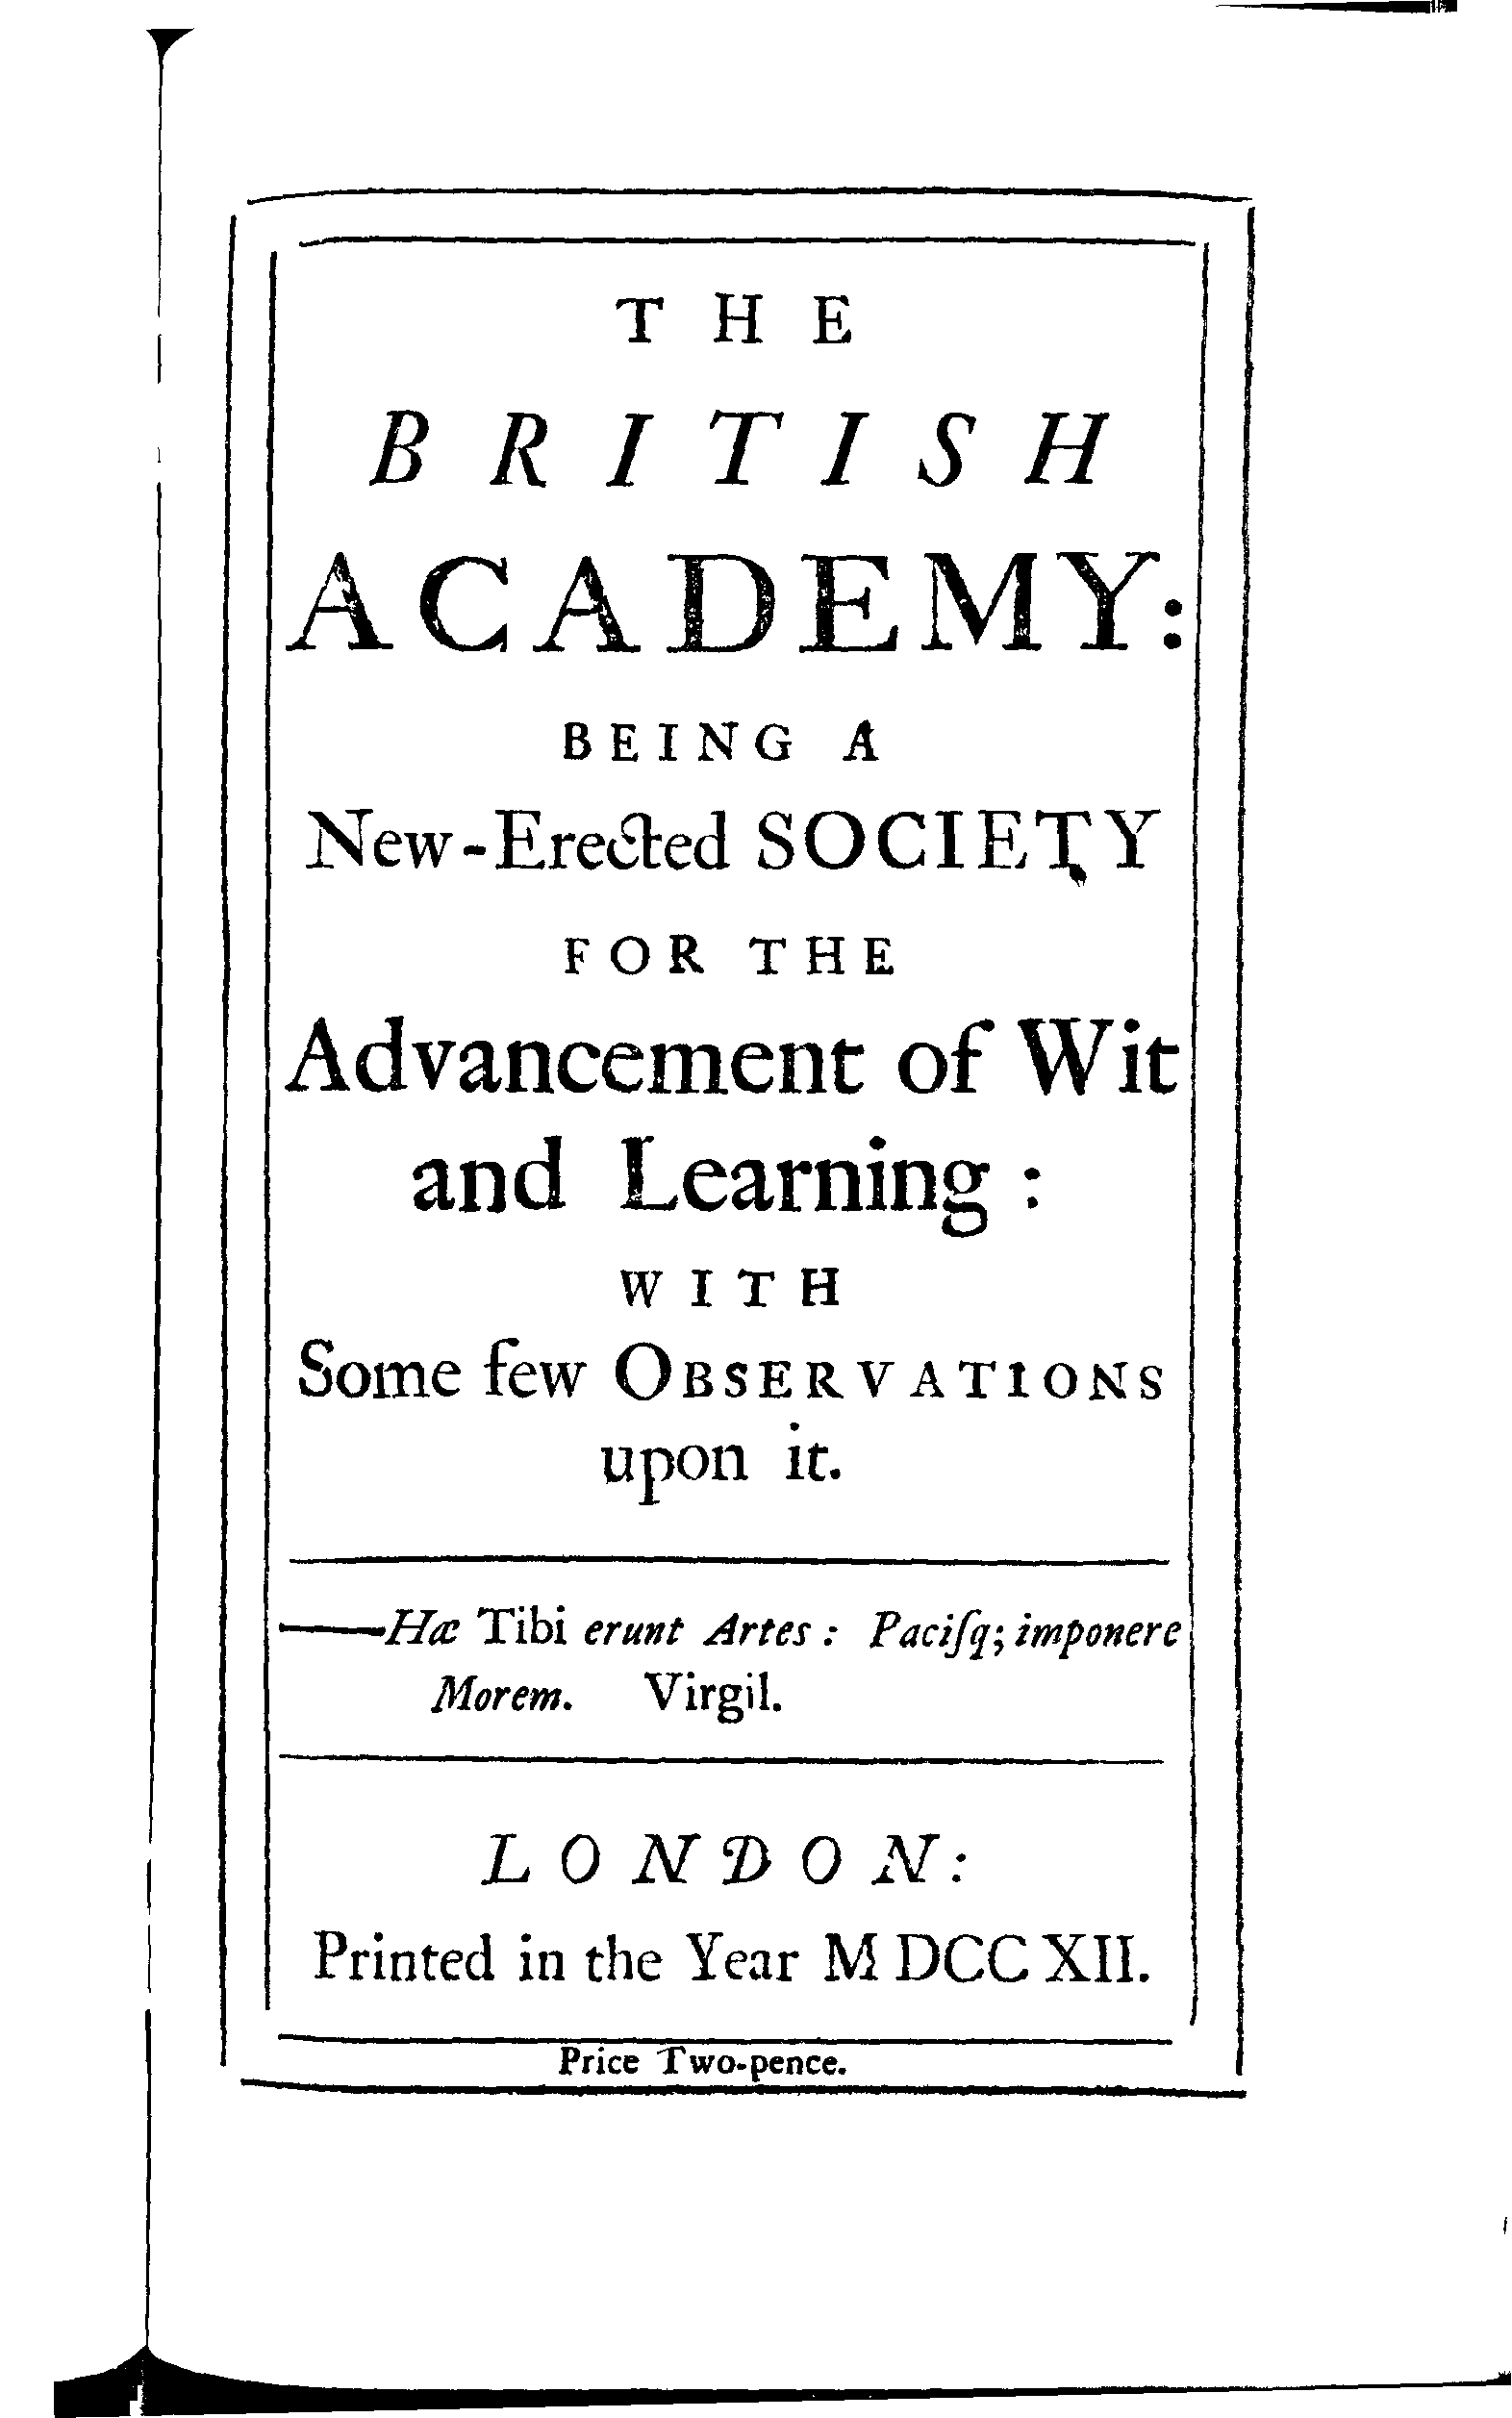 THE
BRITISH
ACADEMY:
BEING A
New-Erected SOCIETY
FOR THE
Advancement of Wit
and Learning :
WITH
Some few OBSERVATIONS
upon it.
——Hæ Tibi erunt Artes : Paciſq; imponere
Morem. Virgil.
LONDON:
Printed in the Year MDCCXII.
Price Two-pence.